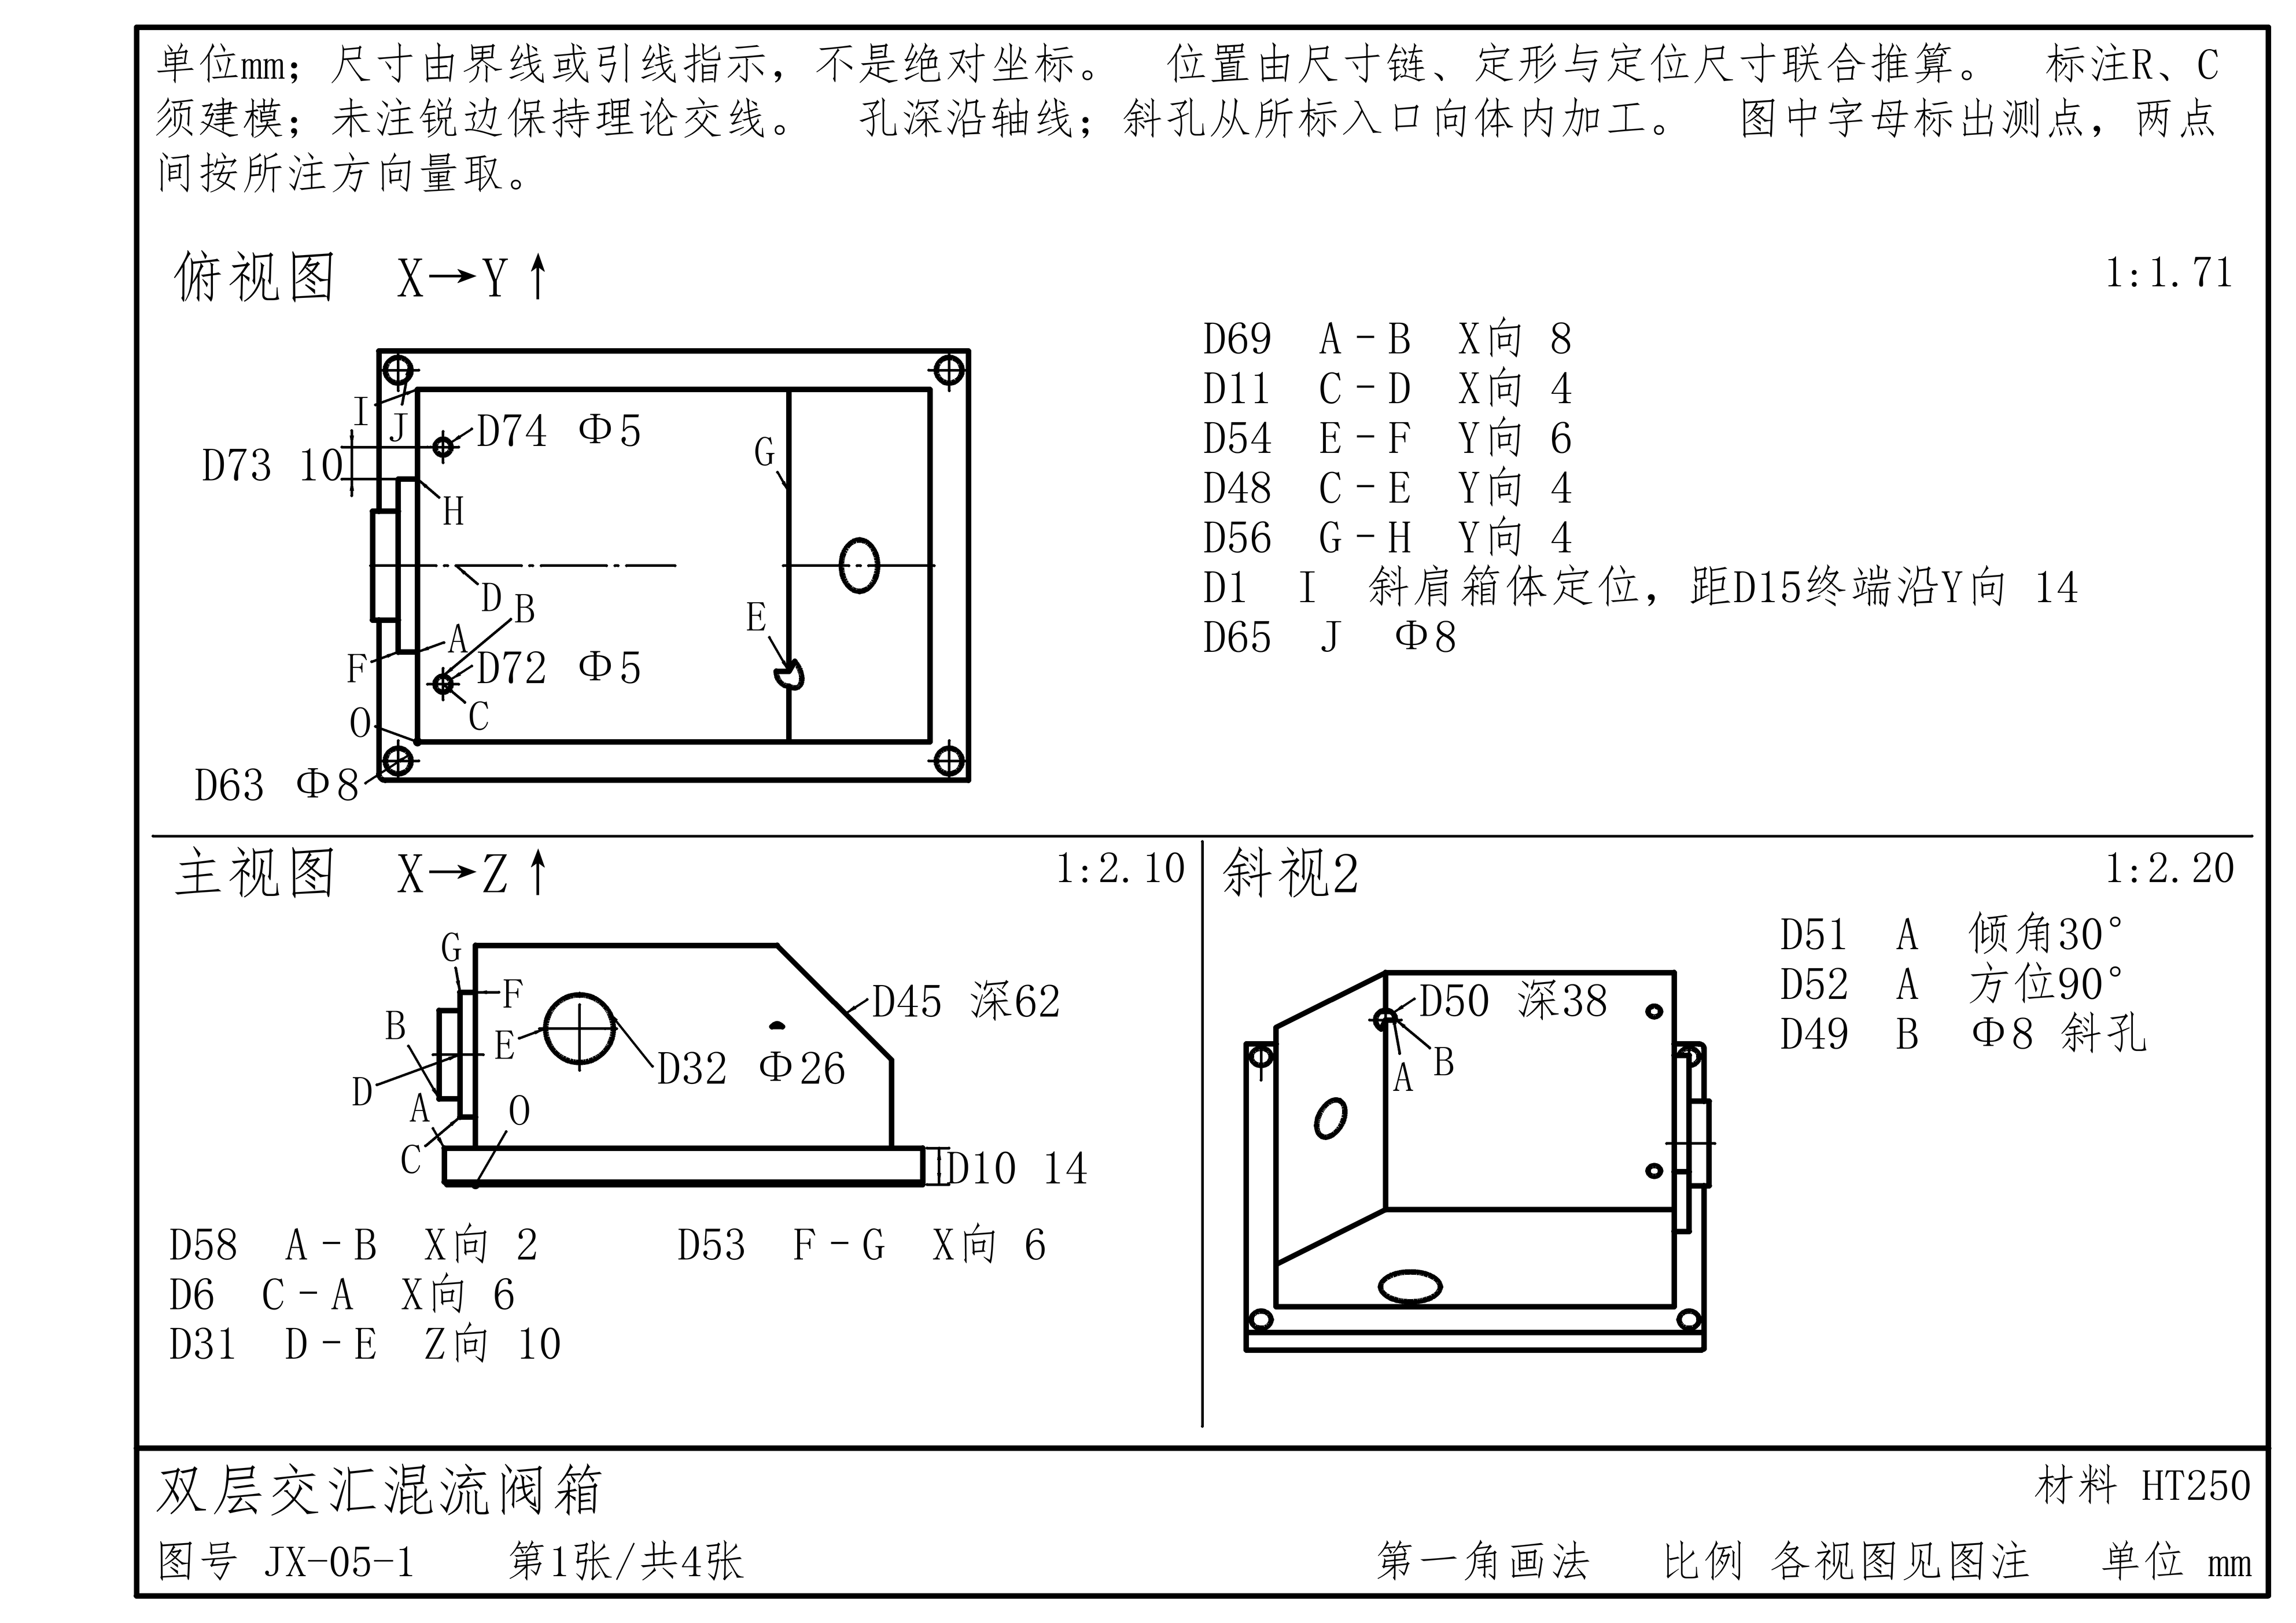 单位mm；尺寸由界线或引线指示，不是绝对坐标。 位置由尺寸链、定形与定位尺寸联合推算。 标注R、C
须建模；未注锐边保持理论交线。 孔深沿轴线；斜孔从所标入口向体内加工。 图中字母标出测点，两点
间按所注方向量取。
俯视图 X→Y↑
1:1.71
D69 A-B X向 8
D11 C-D X向 4
D54 E-F Y向 6
D48 C-E Y向 4
D56 G-H Y向 4
D1 I 斜肩箱体定位，距D15终端沿Y向 14
D65 J Φ8
I
J
D74 Φ5
G
D73 10
H
D
B
E
A
F
D72 Φ5
C
O
D63 Φ8
主视图 X→Z↑
1:2.10
G
F
D45 深62
B
E
D32 Φ26
D
A
O
C
D10 14
D58 A-B X向 2
D53 F-G X向 6
D6 C-A X向 6
D31 D-E Z向 10
斜视2
1:2.20
D50 深38
B
A
D51 A 倾角30°
D52 A 方位90°
D49 B Φ8 斜孔
双层交汇混流阀箱
材料 HT250
图号 JX-05-1 第1张/共4张
第一角画法 比例 各视图见图注 单位 mm